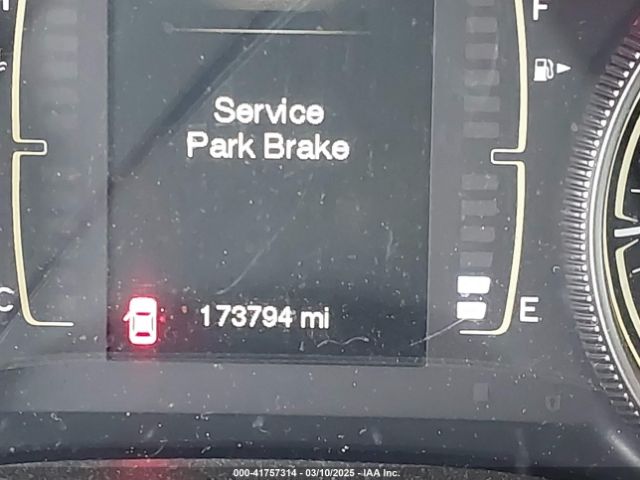 F
Service
Park Brake
C
E
173794 mi
000-41757314 - 03/10/2025 - IAA Inc.